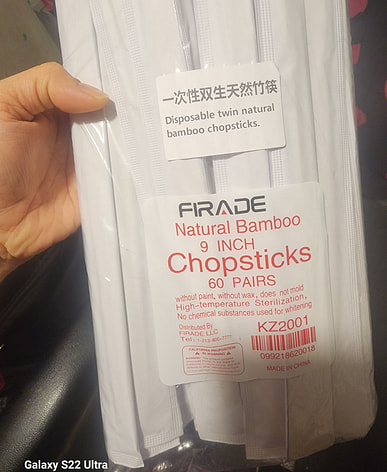 一次性双生天然竹筷
Disposable twin natural
bamboo chopsticks.
FIRADE
Natural Bamboo
9 INCH
Chopsticks
60 PAIRS
without paint, without wax, does not mold
High-temperature Sterilization,
No chemical substances used for whitening
Distributed By
FIRADE LLC
KZ2001
099218620018
MADE IN CHINA
Galaxy S22 Ultra